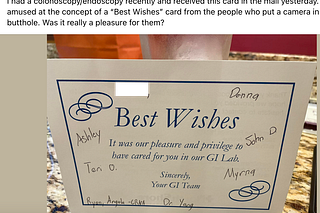 I had a colonoscopy/endoscopy recently and received this card in the mail yesterday.
amused at the concept of a "Best Wishes" card from the people who put a camera in
butthole. Was it really a pleasure for them?
Donna
Best Wishes
Ashley
John D
It was our pleasure and privilege to
have cared for you in our GI Lab.
Teri O.
Myrna
Sincerely,
Your GI Team
Ryan, Angelo - CRNA
Dr. Yang